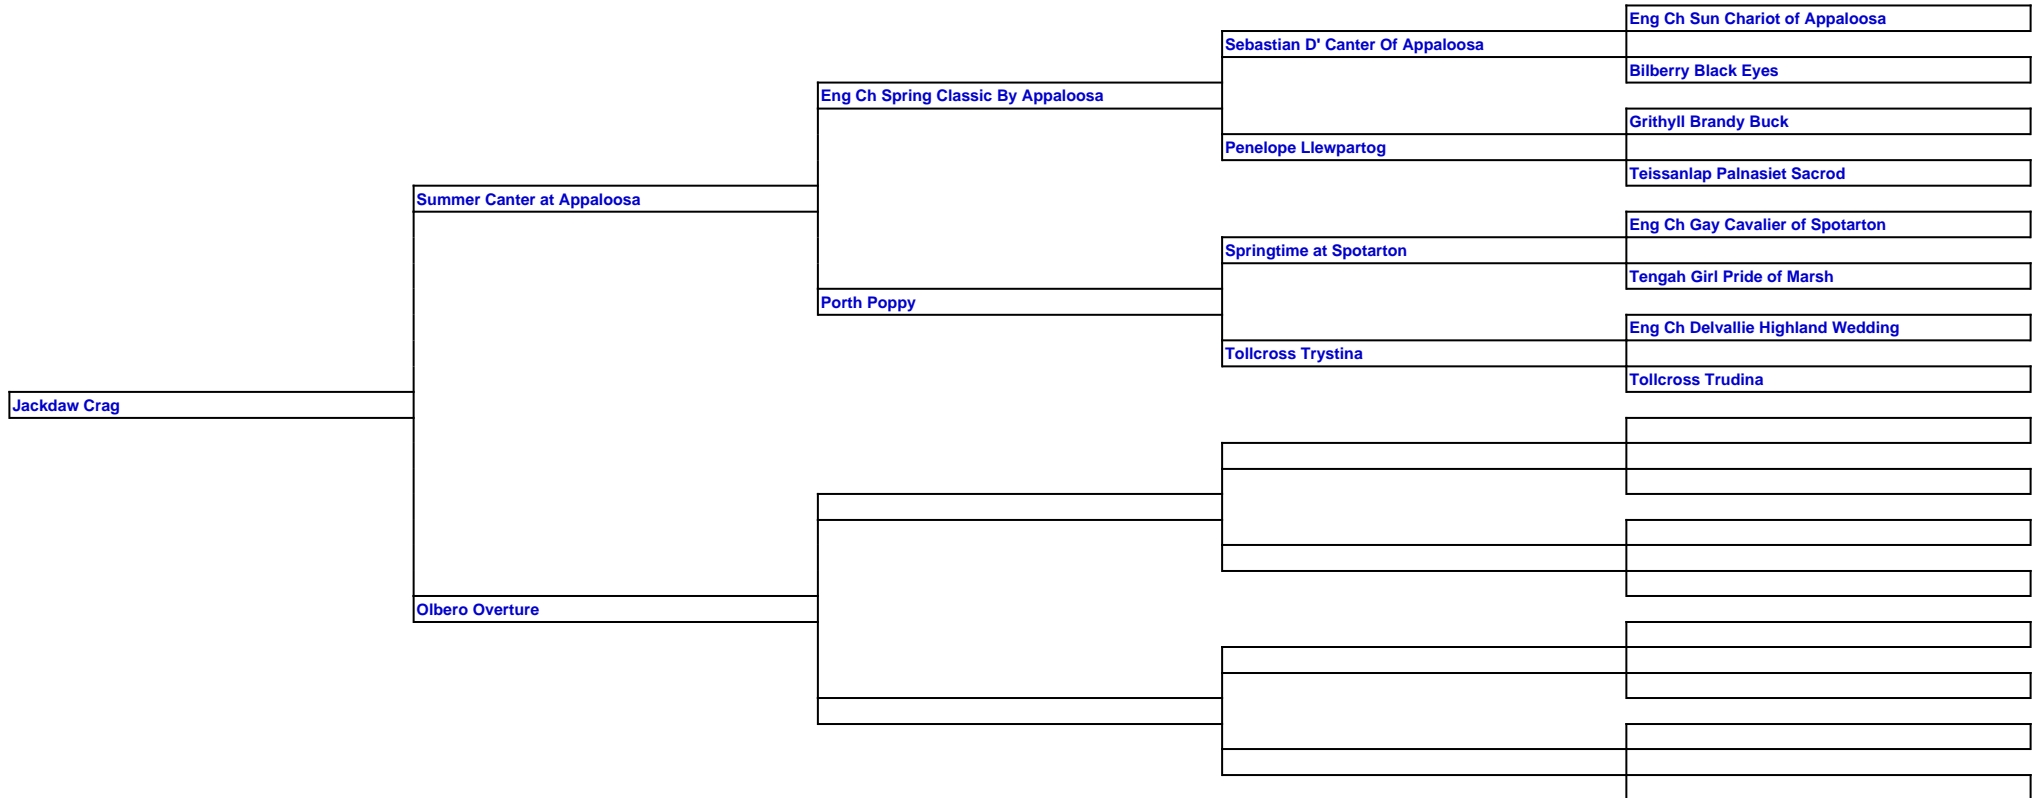 Eng Ch Sun Chariot of Appaloosa
Sebastian D' Canter Of Appaloosa
Bilberry Black Eyes
Eng Ch Spring Classic By Appaloosa
Grithyll Brandy Buck
Penelope Llewpartog
Teissanlap Palnasiet Sacrod
Summer Canter at Appaloosa
Eng Ch Gay Cavalier of Spotarton
Springtime at Spotarton
Tengah Girl Pride of Marsh
Porth Poppy
Eng Ch Delvallie Highland Wedding
Tollcross Trystina
Tollcross Trudina
Jackdaw Crag
Olbero Overture